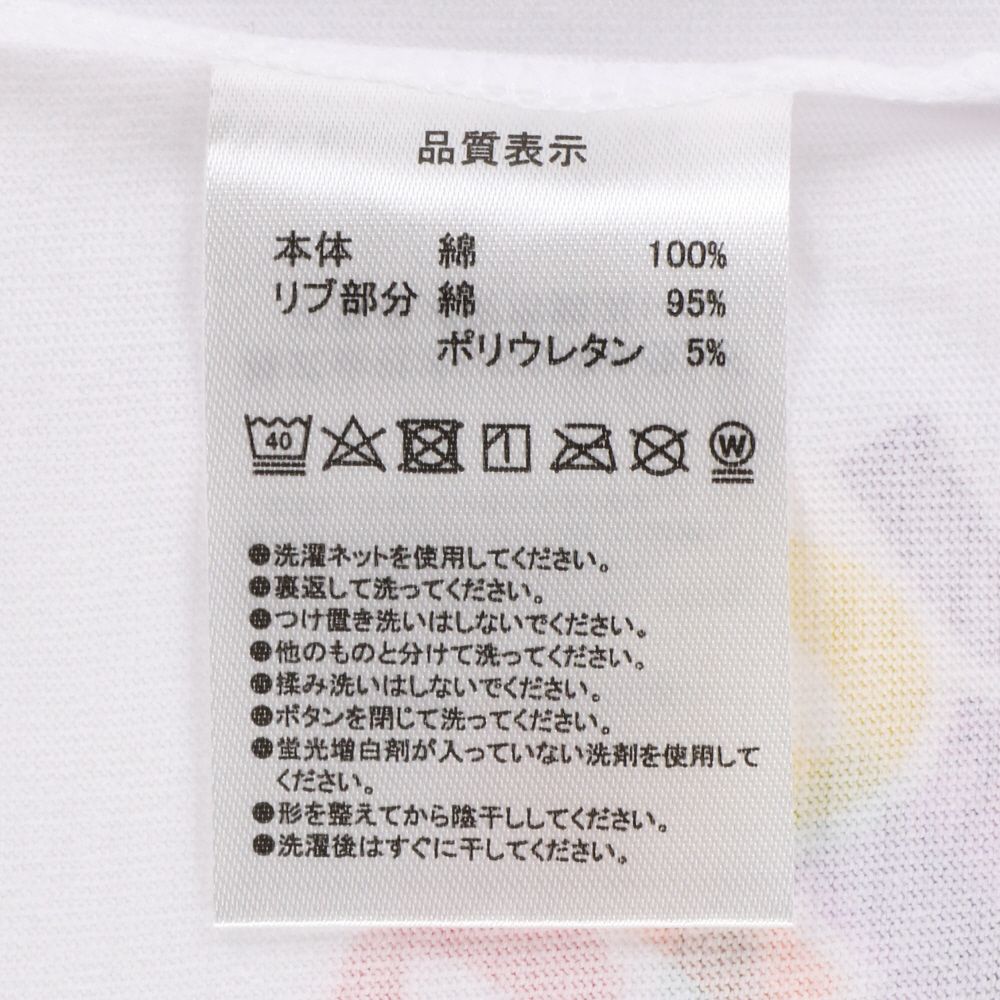 品質表示
本体 綿 100%
リブ部分 綿 95%
ポリウレタン 5%
40 W
●洗濯ネットを使用してください。
●裏返して洗ってください。
●つけ置き洗いはしないでください。
●他のものと分けて洗ってください。
●揉み洗いはしないでください。
●ボタンを閉じて洗ってください。
●蛍光増白剤が入っていない洗剤を使用して
ください。
●形を整えてから陰干ししてください。
●洗濯後はすぐに干してください。